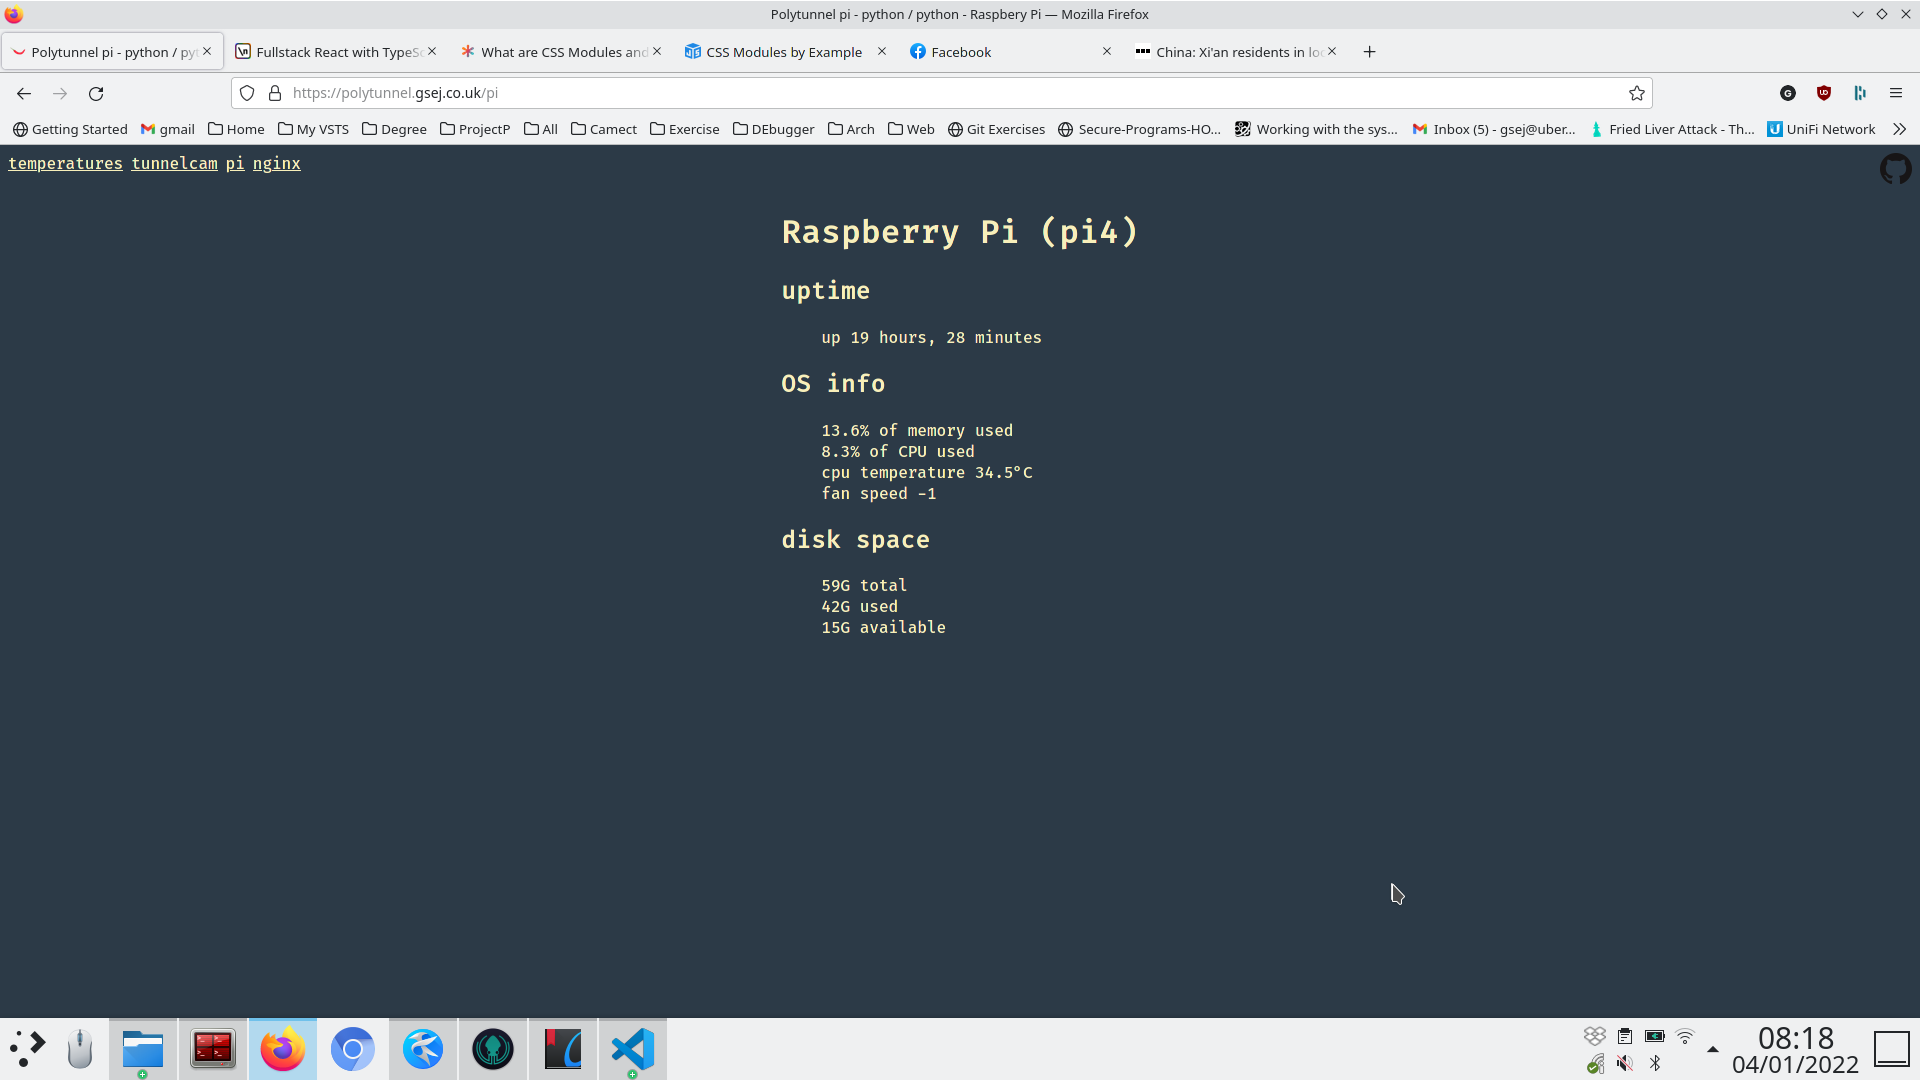 Polytunnel pi - python / python - Raspbery Pi — Mozilla Firefox
Polytunnel pi - python / py
Fullstack React with TypeSc
What are CSS Modules and
CSS Modules by Example
Facebook
China: Xi'an residents in loc
https://polytunnel.gsej.co.uk/pi
Getting Started
gmail
Home
My VSTS
Degree
ProjectP
All
Camect
Exercise
DEbugger
Arch
Web
Git Exercises
Secure-Programs-HO...
Working with the sys...
Inbox (5) - gsej@uber...
Fried Liver Attack - Th...
UniFi Network
temperatures tunnelcam pi nginx
Raspberry Pi (pi4)
uptime
up 19 hours, 28 minutes
OS info
13.6% of memory used
8.3% of CPU used
cpu temperature 34.5°C
fan speed -1
disk space
59G total
42G used
15G available
08:18
04/01/2022